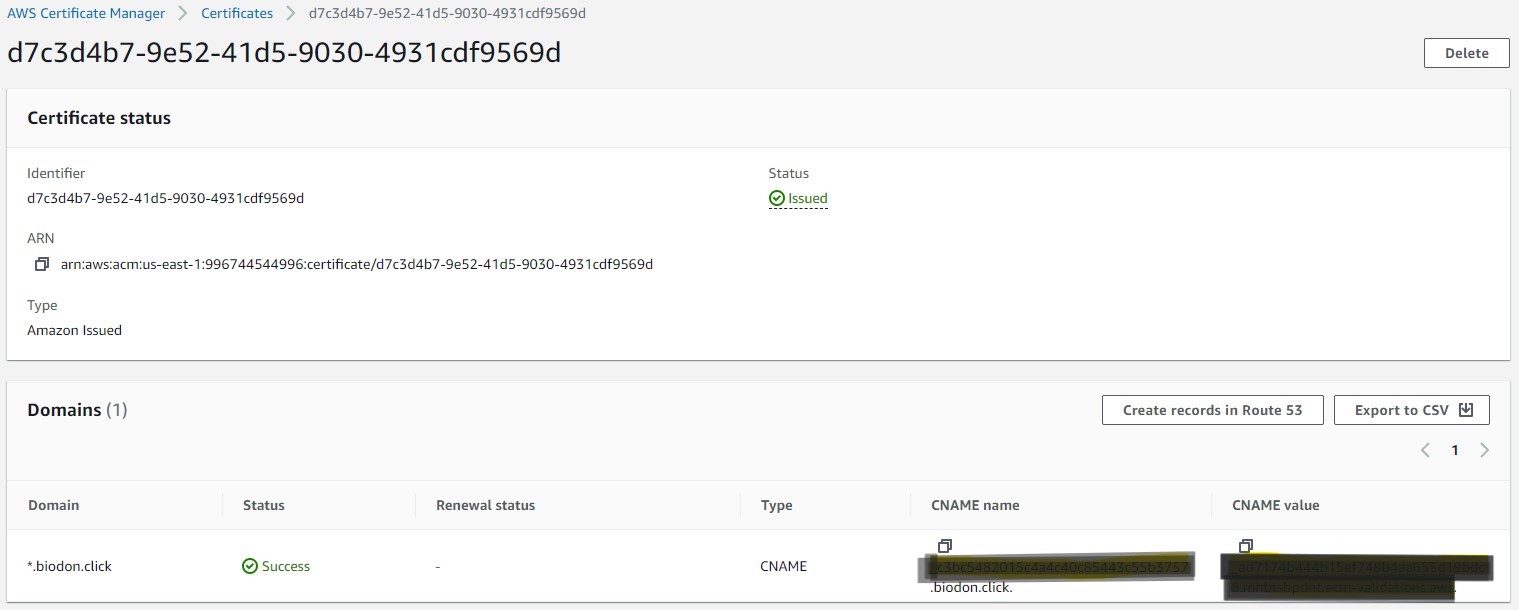 AWS Certificate Manager > Certificates > d7c3d4b7-9e52-41d5-9030-4931cdf9569d
d7c3d4b7-9e52-41d5-9030-4931cdf9569d
Delete
Certificate status
Identifier
d7c3d4b7-9e52-41d5-9030-4931cdf9569d
Status
Issued
ARN
arn:aws:acm:us-east-1:996744544996:certificate/d7c3d4b7-9e52-41d5-9030-4931cdf9569d
Type
Amazon Issued
Domains (1)
Create records in Route 53
Export to CSV
1
Domain Status Renewal status Type CNAME name CNAME value
*.biodon.click Success - CNAME
.biodon.click.